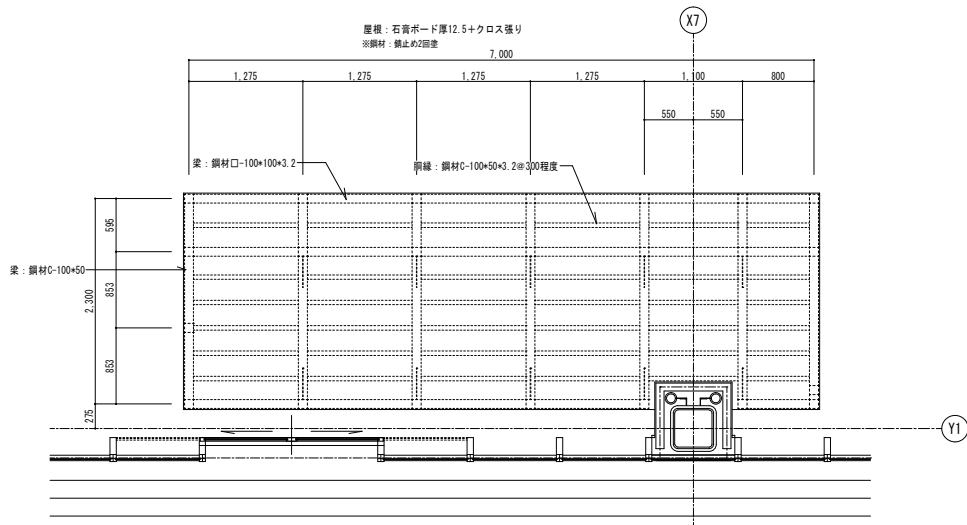 屋根：石膏ボード厚12.5＋クロス張り
※鋼材：錆止め2回塗
X7
7,000
1,275
1,275
1,275
1,275
1,100
800
550
550
梁：鋼材口-100*100*3.2
胴縁：鋼材C-100*50*3.2@300程度
595
梁：鋼材C-100*50
853
2,300
853
275
Y1